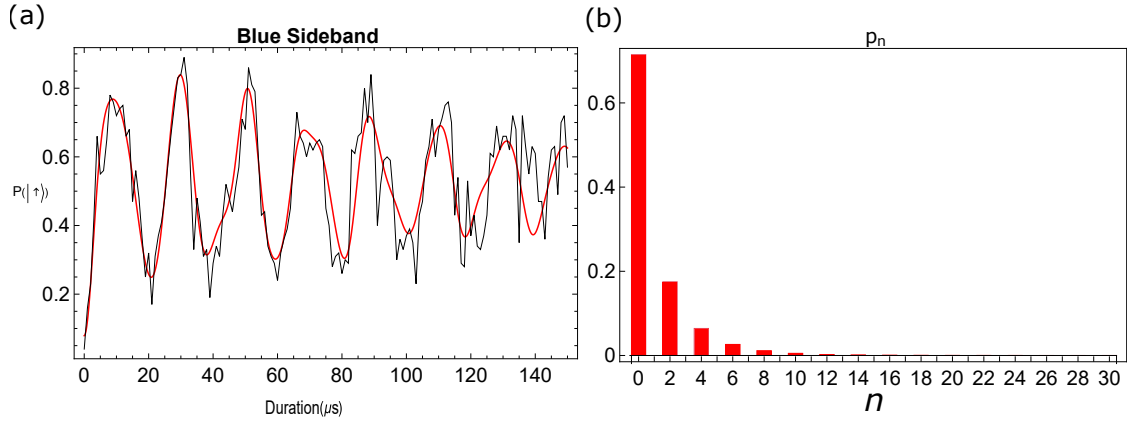 (a)
Blue Sideband
0.8
0.6
0.4
0.2
P(|↑⟩)
0 20 40 60 80 100 120 140
Duration(μs)
(b)
pₙ
0.6
0.4
0.2
0
0 2 4 6 8 10 12 14 16 18 20 22 24 26 28 30
n